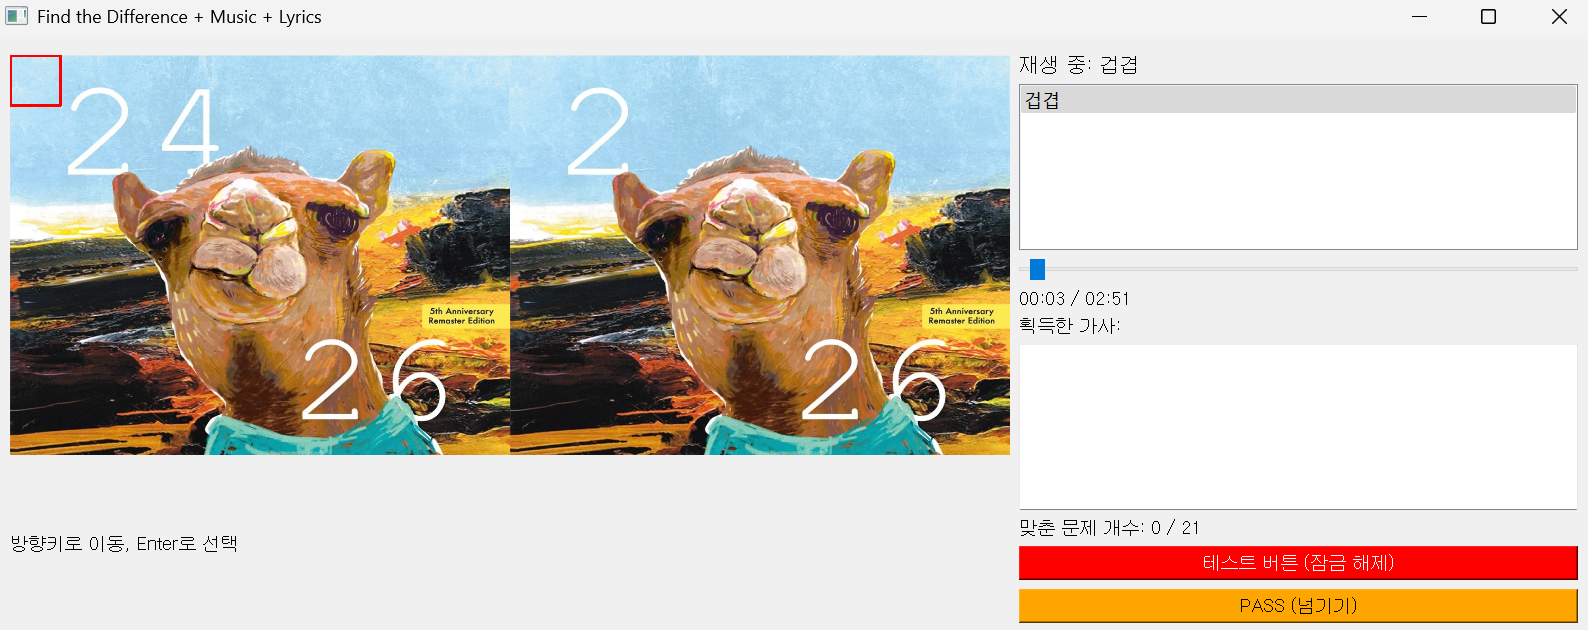 Find the Difference + Music + Lyrics
24
2
5th Anniversary
Remaster Edition
26
5th Anniversary
Remaster Edition
26
방향키로 이동, Enter로 선택
재생 중: 겁겁
겁겹
00:03 / 02:51
획득한 가사:
맞춘 문제 개수: 0 / 21
테스트 버튼 (잠금 해제)
PASS (넘기기)